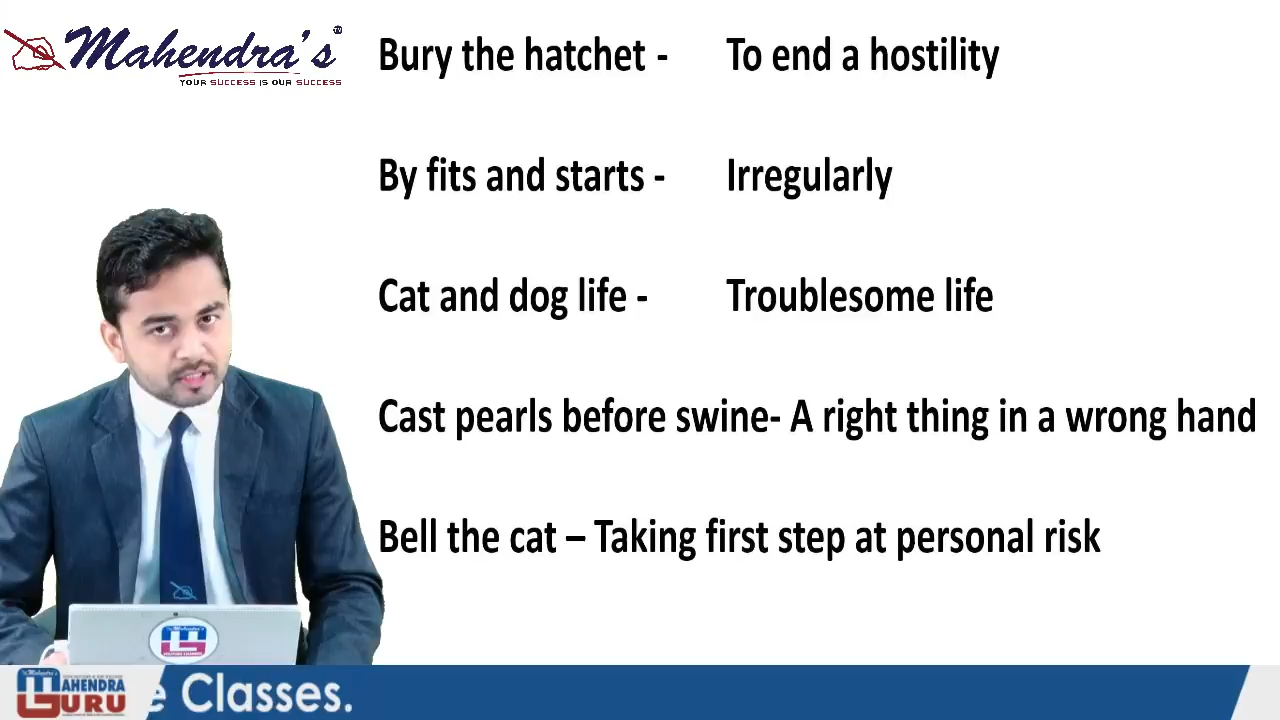 Mahendra's
YOUR SUCCESS IS OUR SUCCESS
Bury the hatchet - To end a hostility
By fits and starts - Irregularly
Cat and dog life - Troublesome life
Cast pearls before swine- A right thing in a wrong hand
Bell the cat – Taking first step at personal risk
MAHENDRA
GURU
e Classes.